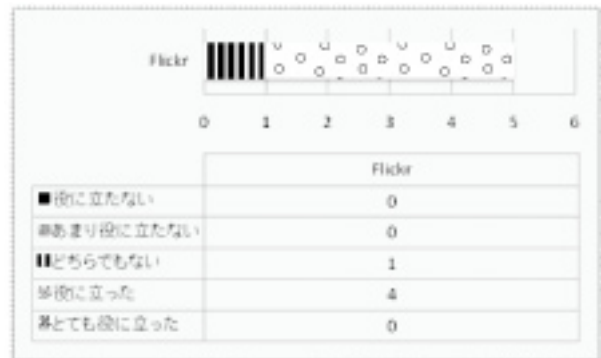 Flickr
0 1 2 3 4 5 6
Flickr
役に立たない 0
あまり役に立たない 0
どちらでもない 1
役に立った 4
とても役に立った 0